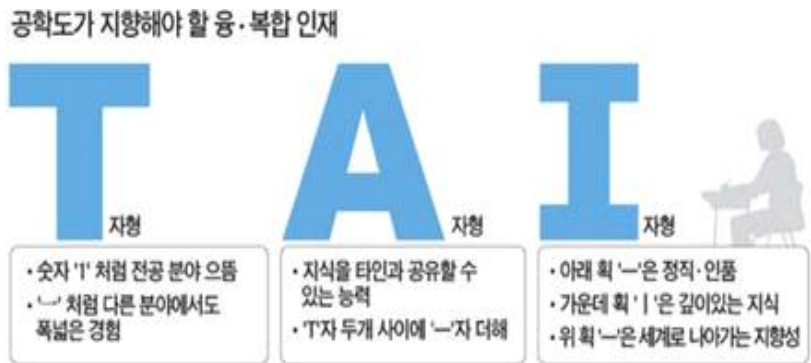 공학도가 지향해야 할 융·복합 인재
T 자형
A 자형
I 자형
• 숫자 '1' 처럼 전공 분야 으뜸
• 'ㅡ' 처럼 다른 분야에서도
폭넓은 경험
• 지식을 타인과 공유할 수
있는 능력
• 'T'자 두개 사이에 'ㅡ'자 더해
• 아래 획 'ㅡ'은 정직·인품
• 가운데 획 'ㅣ'은 깊이있는 지식
• 위 획 'ㅡ'은 세계로 나아가는 지향성